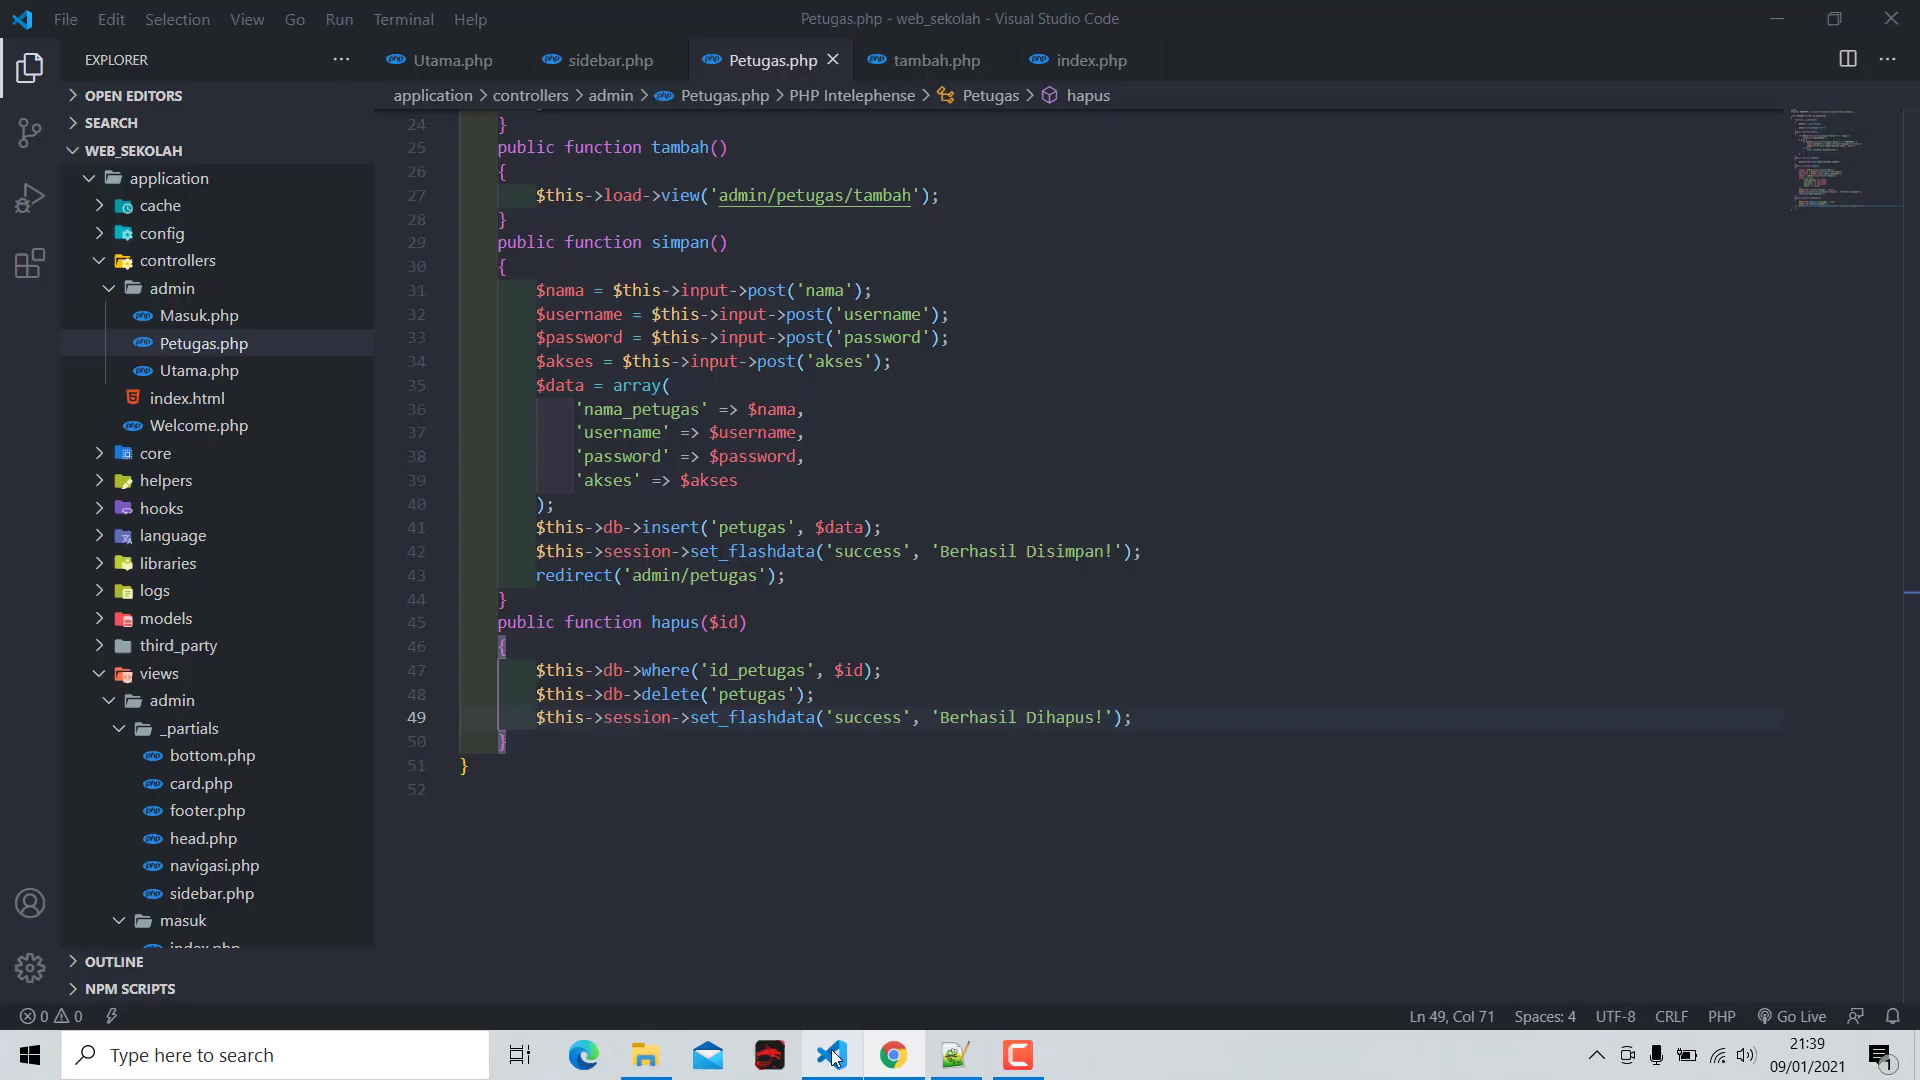 File Edit Selection View Go Run Terminal Help
Petugas.php - web_sekolah - Visual Studio Code
EXPLORER
Utama.php sidebar.php Petugas.php tambah.php index.php
OPEN EDITORS
SEARCH
WEB_SEKOLAH
application
cache
config
controllers
admin
Masuk.php
Petugas.php
Utama.php
index.html
Welcome.php
core
helpers
hooks
language
libraries
logs
models
third_party
views
admin
_partials
bottom.php
card.php
footer.php
head.php
navigasi.php
sidebar.php
masuk
index.php
OUTLINE
NPM SCRIPTS
application > controllers > admin > Petugas.php > PHP Intelephense > Petugas > hapus
24 }
25 public function tambah()
26 {
27 $this->load->view('admin/petugas/tambah');
28 }
29 public function simpan()
30 {
31 $nama = $this->input->post('nama');
32 $username = $this->input->post('username');
33 $password = $this->input->post('password');
34 $akses = $this->input->post('akses');
35 $data = array(
36 'nama_petugas' => $nama,
37 'username' => $username,
38 'password' => $password,
39 'akses' => $akses
40 );
41 $this->db->insert('petugas', $data);
42 $this->session->set_flashdata('success', 'Berhasil Disimpan!');
43 redirect('admin/petugas');
44 }
45 public function hapus($id)
46 {
47 $this->db->where('id_petugas', $id);
48 $this->db->delete('petugas');
49 $this->session->set_flashdata('success', 'Berhasil Dihapus!');
50 }
51 }
52
0 0
Ln 49, Col 71 Spaces: 4 UTF-8 CRLF PHP Go Live
Type here to search
21:39
09/01/2021
1